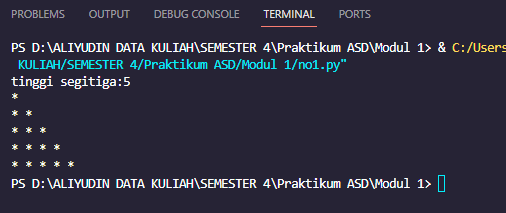 PROBLEMS OUTPUT DEBUG CONSOLE TERMINAL PORTS
PS D:\ALIYUDIN DATA KULIAH\SEMESTER 4\Praktikum ASD\Modul 1> & C:/Users
KULIAH/SEMESTER 4/Praktikum ASD/Modul 1/no1.py"
tinggi segitiga:5
*
* *
* * *
* * * *
* * * * *
PS D:\ALIYUDIN DATA KULIAH\SEMESTER 4\Praktikum ASD\Modul 1>